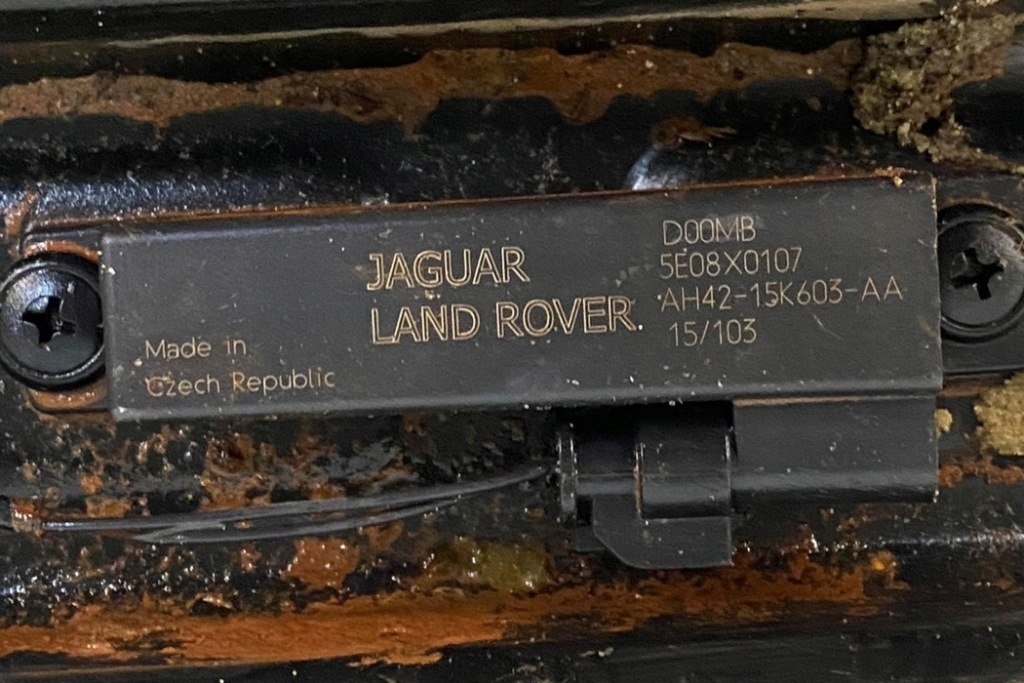 JAGUAR
LAND ROVER
D00MB
5E08X0107
AH42-15K603-AA
15/103
Made in
Czech Republic